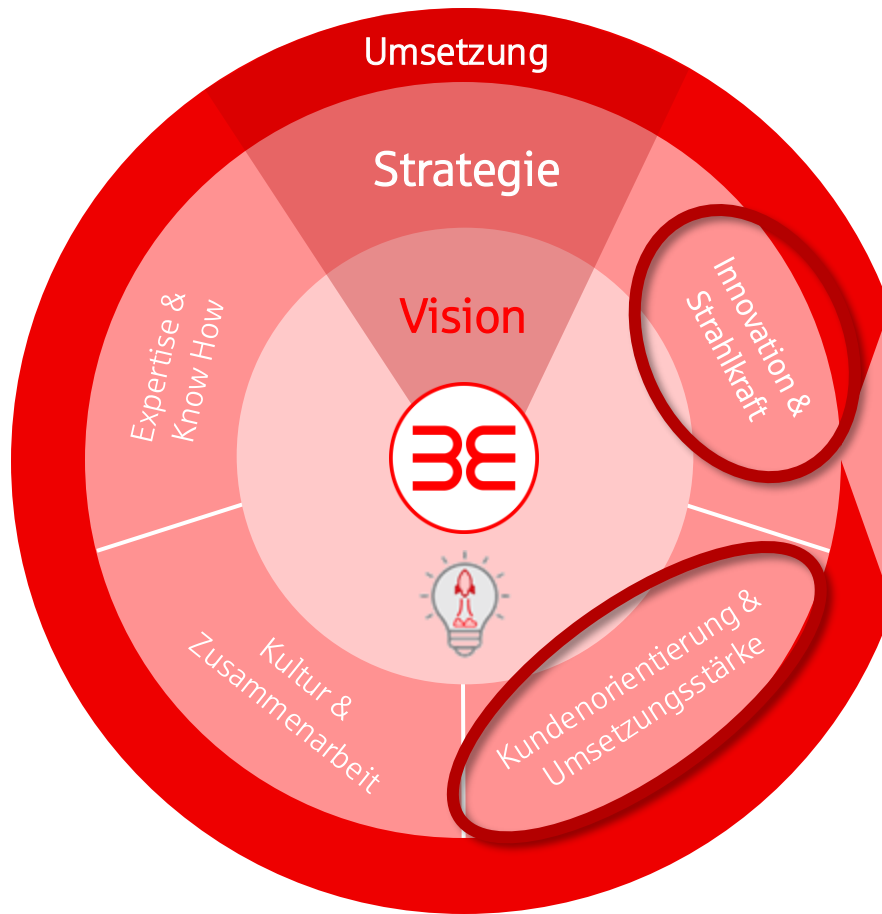 Umsetzung
Strategie
Vision
Innovation &
Strahlkraft
Expertise &
Know How
Kundenorientierung &
Umsetzungsstärke
Kultur &
Zusammenarbeit